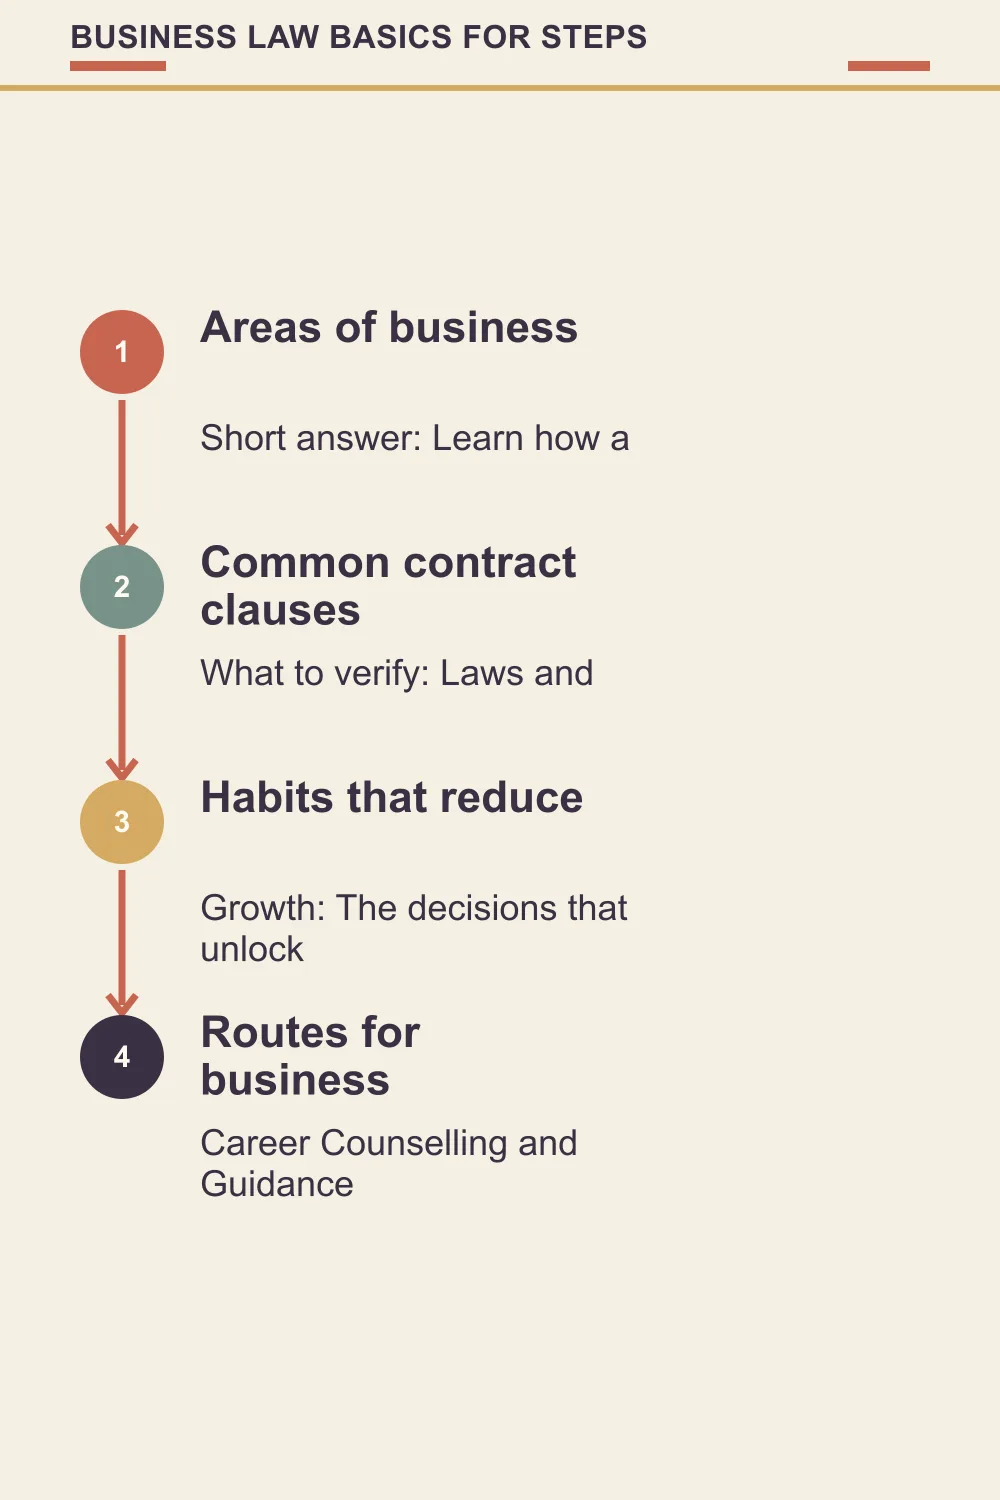 BUSINESS LAW BASICS FOR STEPS
1
Areas of business
Short answer: Learn how a
2
Common contract
clauses
What to verify: Laws and
3
Habits that reduce
Growth: The decisions that
unlock
4
Routes for
business
Career Counselling and
Guidance